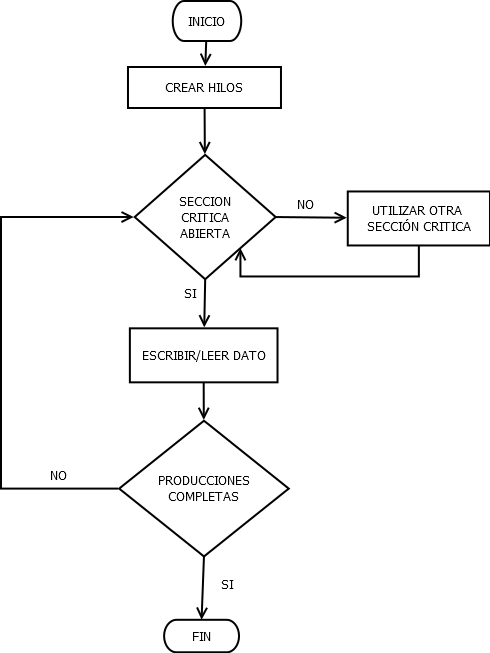 INICIO
CREAR HILOS
SECCION
CRITICA
ABIERTA
NO
UTILIZAR OTRA
SECCIÓN CRITICA
SI
ESCRIBIR/LEER DATO
PRODUCCIONES
COMPLETAS
NO
SI
FIN